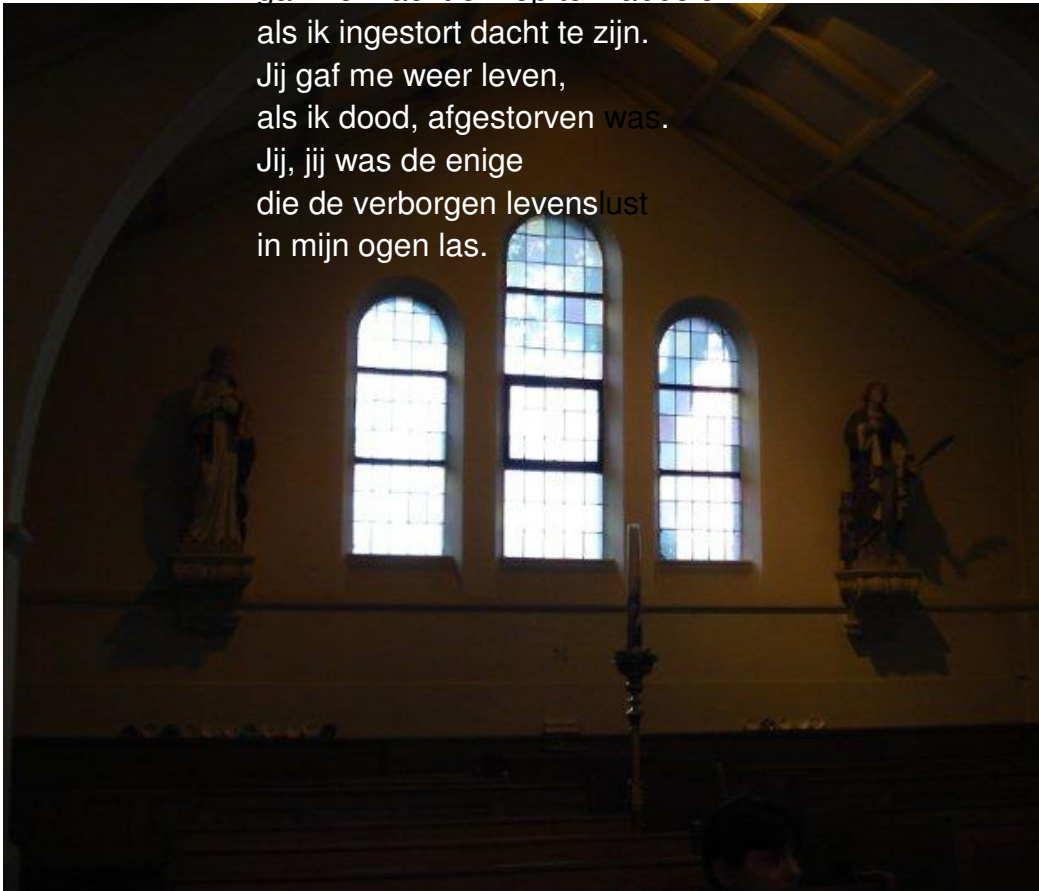 als ik ingestort dacht te zijn.
Jij gaf me weer leven,
als ik dood, afgestorven was.
Jij, jij was de enige
die de verborgen levenslust
in mijn ogen las.